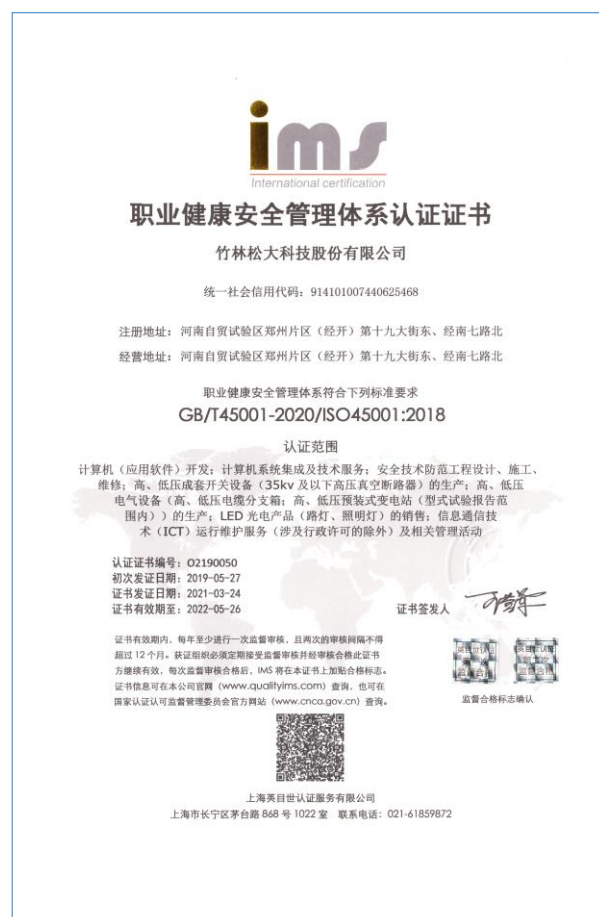 ims
International certification
职业健康安全管理体系认证证书
竹林松大科技股份有限公司
统一社会信用代码：914101007440625468
注册地址：河南自贸试验区郑州片区（经开）第十九大街东、经南七路北
经营地址：河南自贸试验区郑州片区（经开）第十九大街东、经南七路北
职业健康安全管理体系符合下列标准要求
GB/T45001-2020/ISO45001:2018
认证范围
计算机（应用软件）开发；计算机系统集成及技术服务；安全技术防范工程设计、施工、
维修；高、低压成套开关设备（35kv 及以下高压真空断路器）的生产；高、低压
电气设备（高、低压电缆分支箱；高、低压预装式变电站（型式试验报告范
围内））的生产；LED 光电产品（路灯、照明灯）的销售；信息通信技
术（ICT）运行维护服务（涉及行政许可的除外）及相关管理活动
认证证书编号：O2190050
初次发证日期：2019-05-27
证书发证日期：2021-03-24
证书有效期至：2022-05-26
证书签发人
证书有效期内，每年至少进行一次监督审核，且两次的审核间隔不得
超过 12 个月。获证组织必须定期接受监督审核并经审核合格此证书
方继续有效，每次监督审核合格后，IMS 将在本证书上加贴合格标志。
证书信息可在本公司官网（www.qualityims.com）查询，也可在
国家认证认可监督管理委员会官方网站（www.cnca.gov.cn）查询。
监督合格标志确认
上海英目世认证服务有限公司
上海市长宁区茅台路 868 号 1022 室 联系电话：021-61859872